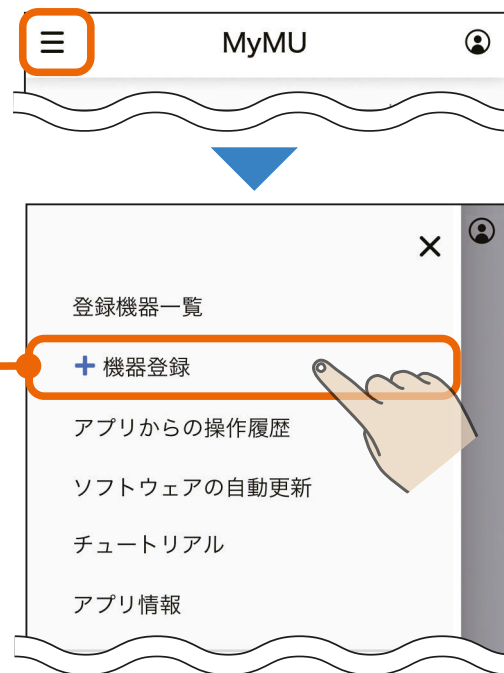 MyMU
登録機器一覧
+ 機器登録
アプリからの操作履歴
ソフトウェアの自動更新
チュートリアル
アプリ情報